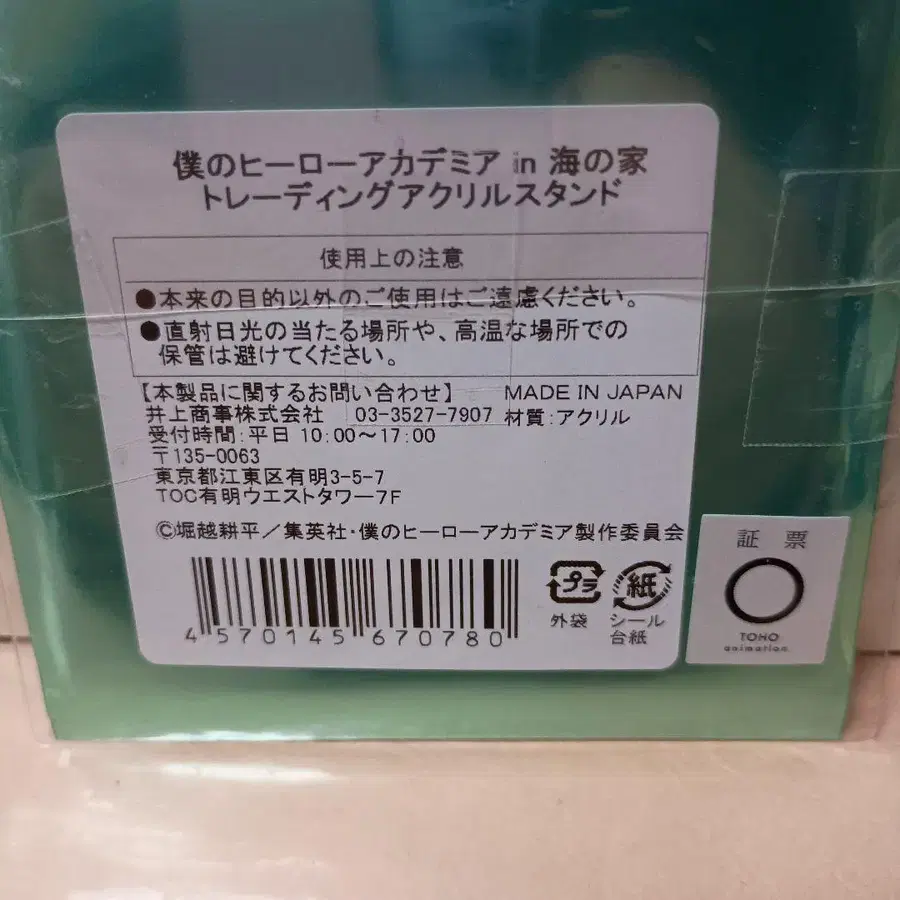 僕のヒーローアカデミア in 海の家
トレーディングアクリルスタンド
使用上の注意
●本来の目的以外のご使用はご遠慮ください。
●直射日光の当たる場所や、高温な場所での
保管は避けてください。
【本製品に関するお問い合わせ】 MADE IN JAPAN
井上商事株式会社 03-3527-7907 材質:アクリル
受付時間:平日 10:00～17:00
〒135-0063
東京都江東区有明3-5-7
TOC有明ウエストタワー7F
©堀越耕平／集英社・僕のヒーローアカデミア製作委員会
4 570145 670780
プラ
外袋
紙
シール
台紙
証票
TOHO
animation